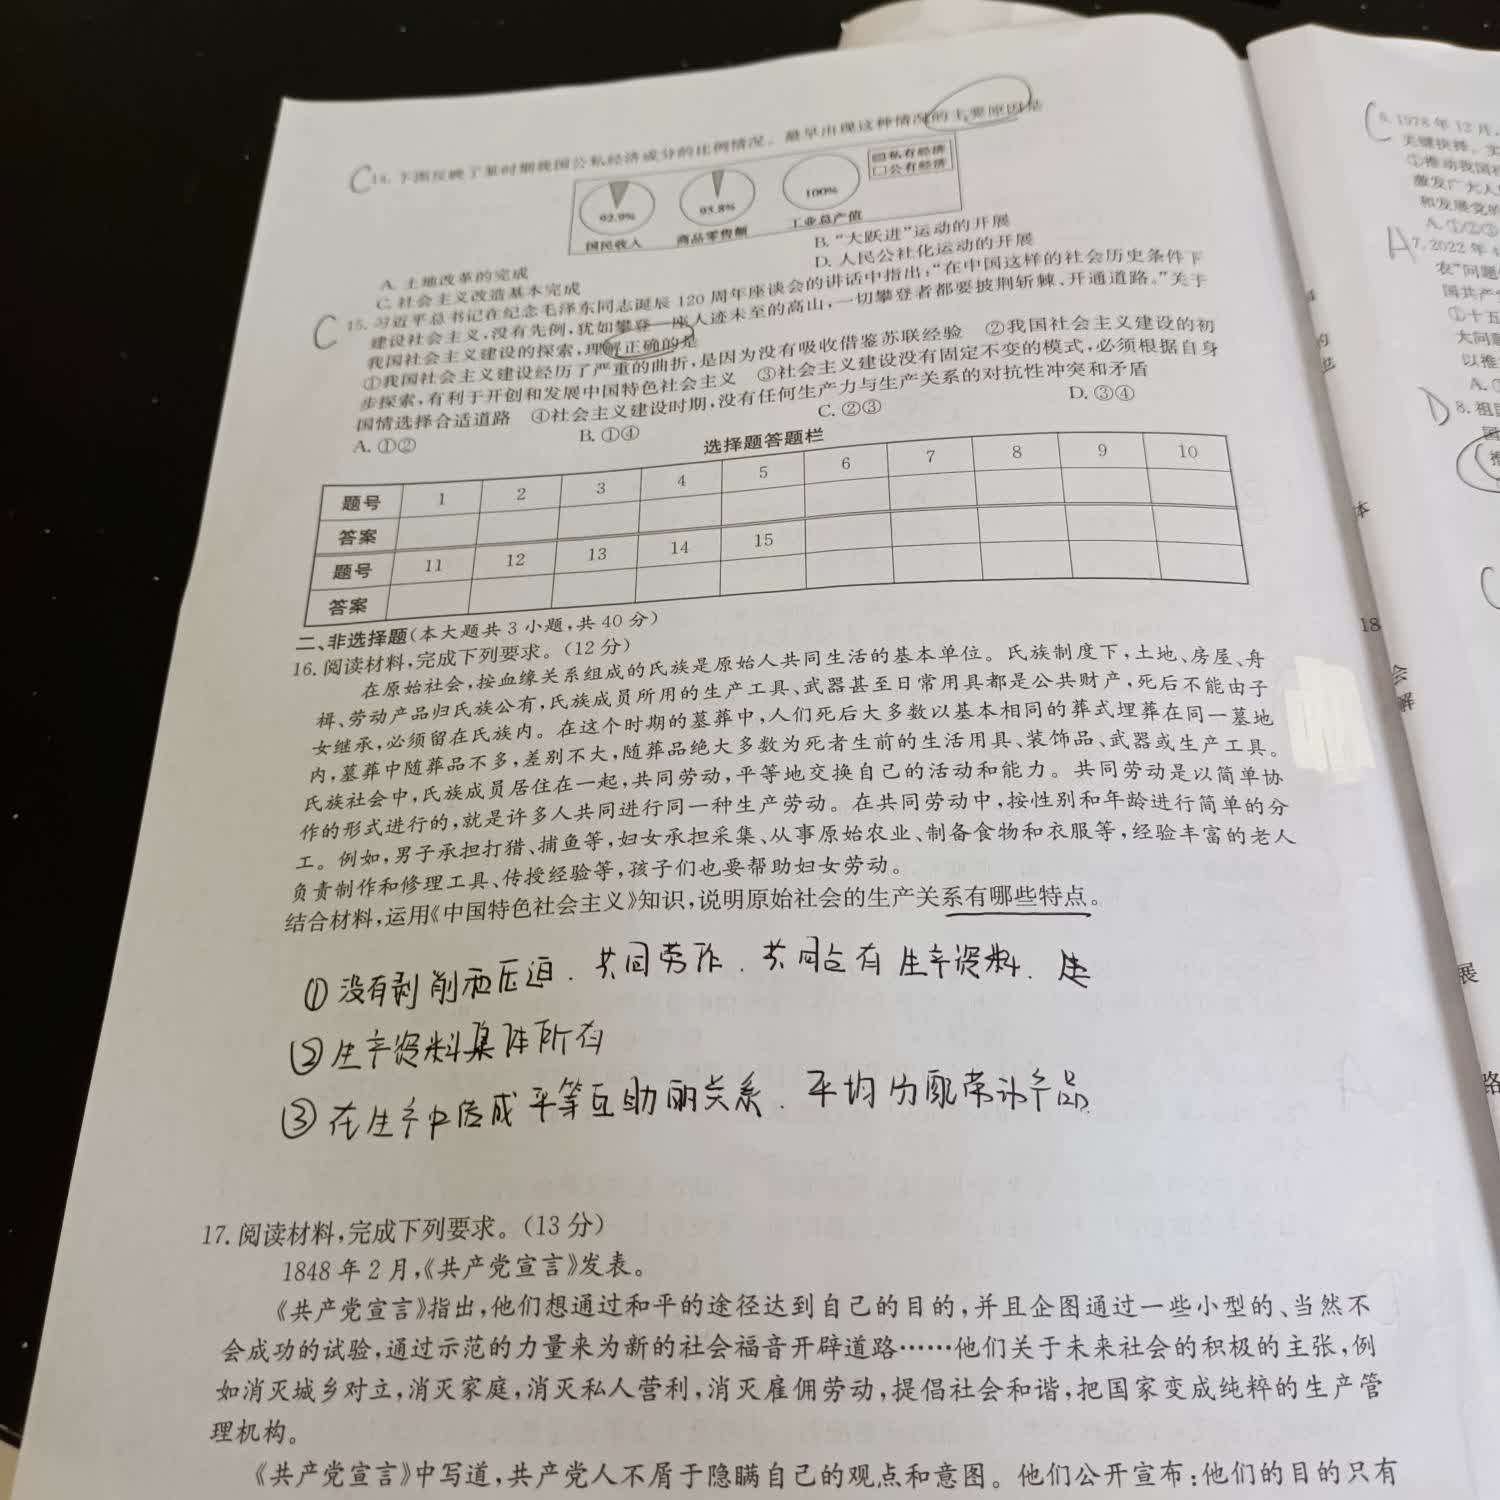 C14. 下图反映了某时期我国公私经济成分的比例情况。最早出现这种情况的主要原因是
92.9%
93.8%
100%
私有经济
公有经济
国民收入
商品零售额
工业总产值
A. 土地改革的完成
B. “大跃进”运动的开展
C. 社会主义改造基本完成
D. 人民公社化运动的开展
C 15. 习近平总书记在纪念毛泽东同志诞辰 120 周年座谈会的讲话中指出:“在中国这样的社会历史条件下
建设社会主义,没有先例,犹如攀登一座人迹未至的高山,一切攀登者都要披荆斩棘、开通道路。”关于
我国社会主义建设的探索,理解正确的是
①我国社会主义建设经历了严重的曲折,是因为没有吸收借鉴苏联经验 ②我国社会主义建设的初
步探索,有利于开创和发展中国特色社会主义 ③社会主义建设没有固定不变的模式,必须根据自身
国情选择合适道路 ④社会主义建设时期,没有任何生产力与生产关系的对抗性冲突和矛盾
A. ①② B. ①④ C. ②③ D. ③④
选择题答题栏
题号 1 2 3 4 5 6 7 8 9 10
答案
题号 11 12 13 14 15
答案
二、非选择题(本大题共 3 小题,共 40 分)
16. 阅读材料,完成下列要求。(12 分)
在原始社会,按血缘关系组成的氏族是原始人共同生活的基本单位。氏族制度下,土地、房屋、舟
楫、劳动产品归氏族公有,氏族成员所用的生产工具、武器甚至日常用具都是公共财产,死后不能由子
女继承,必须留在氏族内。在这个时期的墓葬中,人们死后大多数以基本相同的葬式埋葬在同一墓地
内,墓葬中随葬品不多,差别不大,随葬品绝大多数为死者生前的生活用具、装饰品、武器或生产工具。
氏族社会中,氏族成员居住在一起,共同劳动,平等地交换自己的活动和能力。共同劳动是以简单协
作的形式进行的,就是许多人共同进行同一种生产劳动。在共同劳动中,按性别和年龄进行简单的分
工。例如,男子承担打猎、捕鱼等,妇女承担采集、从事原始农业、制备食物和衣服等,经验丰富的老人
负责制作和修理工具、传授经验等,孩子们也要帮助妇女劳动。
结合材料,运用《中国特色社会主义》知识,说明原始社会的生产关系有哪些特点。
①没有剥削和压迫. 共同劳作. 共同占有生产资料.
②生产资料集体所有
③在生产中结成平等互助的关系. 平均分配劳动产品
17. 阅读材料,完成下列要求。(13 分)
1848 年 2 月,《共产党宣言》发表。
《共产党宣言》指出,他们想通过和平的途径达到自己的目的,并且企图通过一些小型的、当然不
会成功的试验,通过示范的力量来为新的社会福音开辟道路……他们关于未来社会的积极的主张,例
如消灭城乡对立,消灭家庭,消灭私人营利,消灭雇佣劳动,提倡社会和谐,把国家变成纯粹的生产管
理机构。
《共产党宣言》中写道,共产党人不屑于隐瞒自己的观点和意图。他们公开宣布:他们的目的只有
C 6. 1978 年 12 月,
关键抉择。实
①推动我国
激发广大人
和发展党的
A. ①②③
A 7. 2022 年 4
农”问题
国共产
①十五
大问题
以推
A. ①
D 8. 祖
国
本
18
会
解
展
路